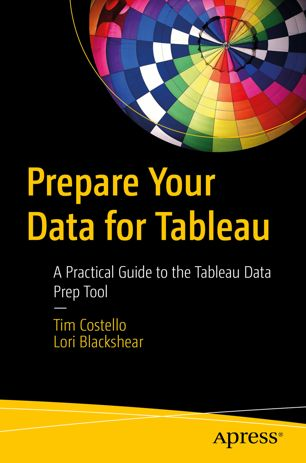 Prepare Your
Data for Tableau
A Practical Guide to the Tableau Data
Prep Tool
—
Tim Costello
Lori Blackshear
Apress®